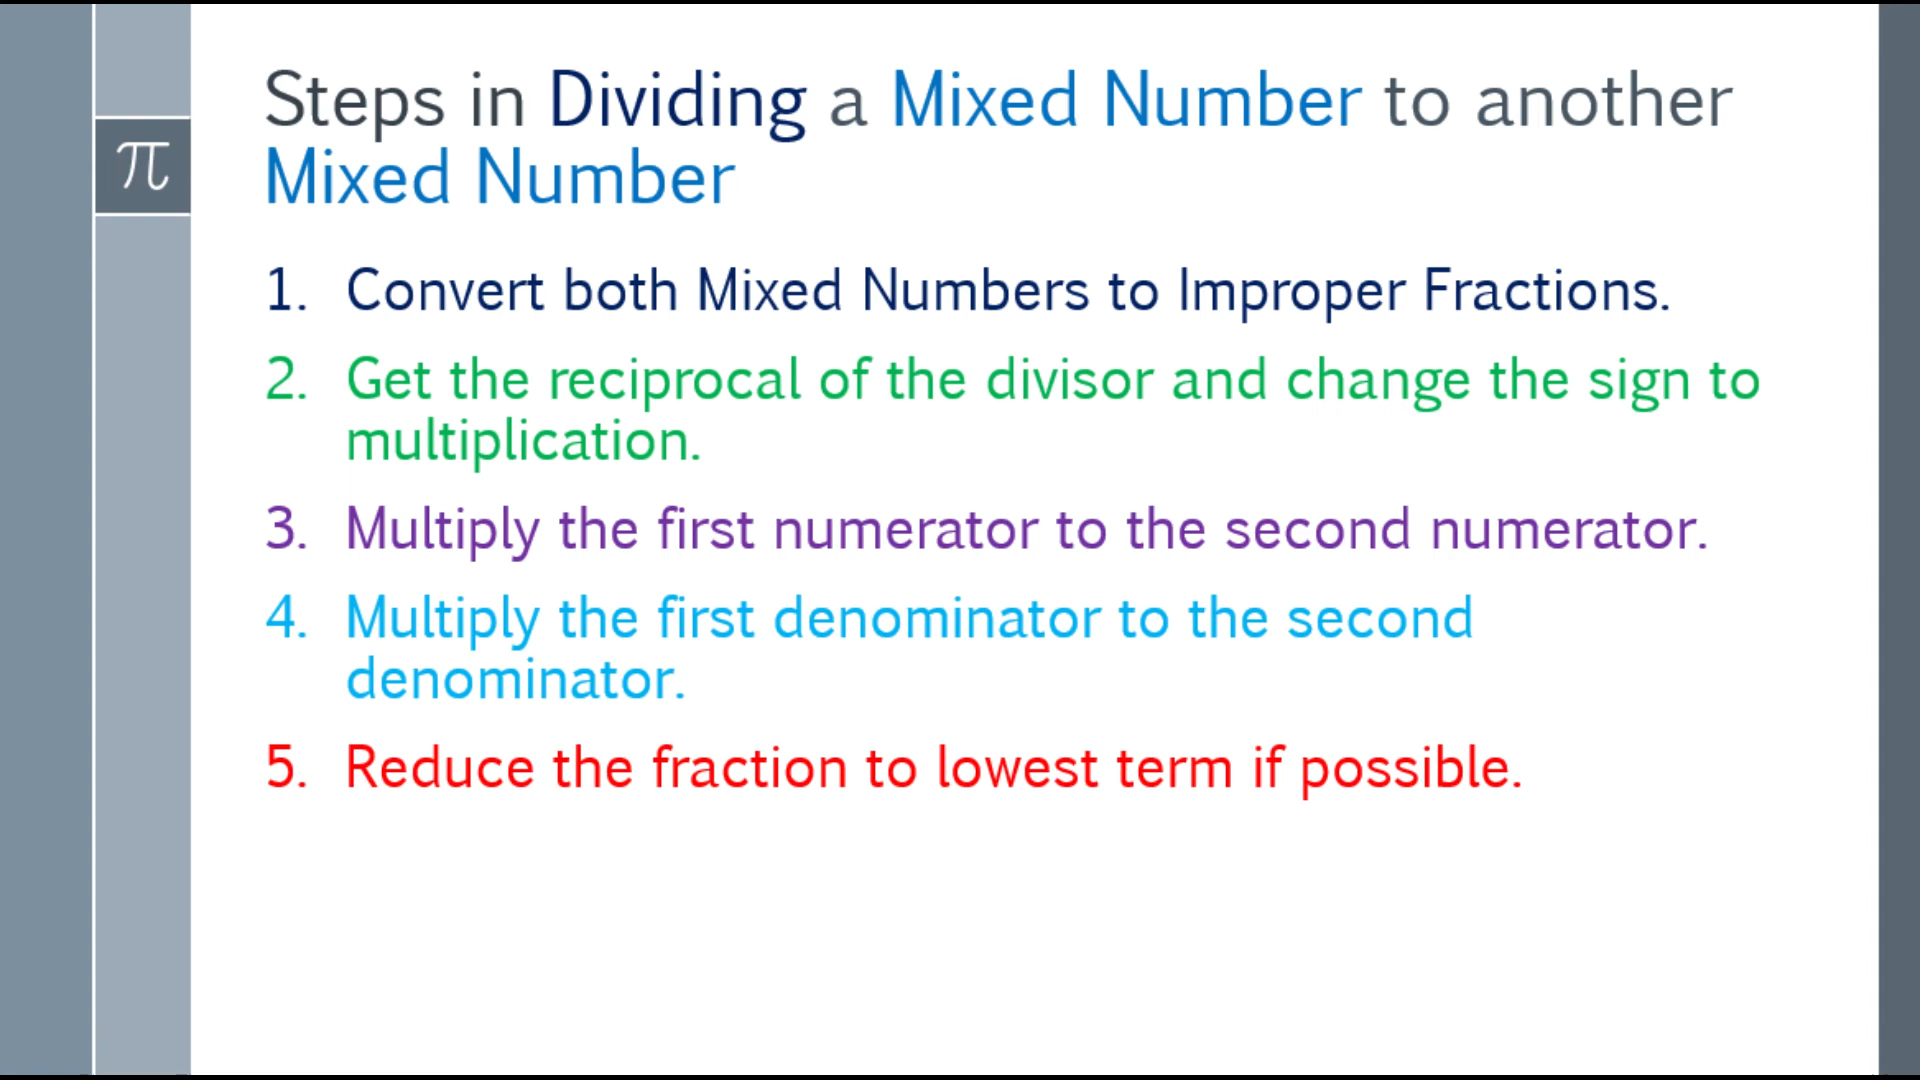 Steps in Dividing a Mixed Number to another
Mixed Number
π
1. Convert both Mixed Numbers to Improper Fractions.
2. Get the reciprocal of the divisor and change the sign to
multiplication.
3. Multiply the first numerator to the second numerator.
4. Multiply the first denominator to the second
denominator.
5. Reduce the fraction to lowest term if possible.